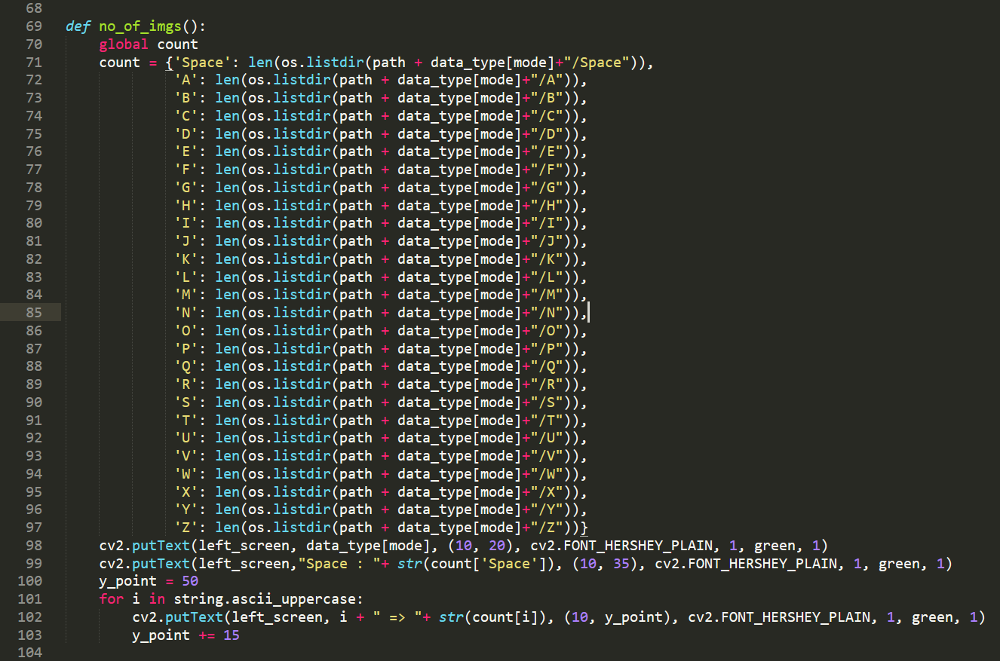 68
69 def no_of_imgs():
70     global count
71     count = {'Space': len(os.listdir(path + data_type[mode]+"/Space")),
72              'A': len(os.listdir(path + data_type[mode]+"/A")),
73              'B': len(os.listdir(path + data_type[mode]+"/B")),
74              'C': len(os.listdir(path + data_type[mode]+"/C")),
75              'D': len(os.listdir(path + data_type[mode]+"/D")),
76              'E': len(os.listdir(path + data_type[mode]+"/E")),
77              'F': len(os.listdir(path + data_type[mode]+"/F")),
78              'G': len(os.listdir(path + data_type[mode]+"/G")),
79              'H': len(os.listdir(path + data_type[mode]+"/H")),
80              'I': len(os.listdir(path + data_type[mode]+"/I")),
81              'J': len(os.listdir(path + data_type[mode]+"/J")),
82              'K': len(os.listdir(path + data_type[mode]+"/K")),
83              'L': len(os.listdir(path + data_type[mode]+"/L")),
84              'M': len(os.listdir(path + data_type[mode]+"/M")),
85              'N': len(os.listdir(path + data_type[mode]+"/N")),
86              'O': len(os.listdir(path + data_type[mode]+"/O")),
87              'P': len(os.listdir(path + data_type[mode]+"/P")),
88              'Q': len(os.listdir(path + data_type[mode]+"/Q")),
89              'R': len(os.listdir(path + data_type[mode]+"/R")),
90              'S': len(os.listdir(path + data_type[mode]+"/S")),
91              'T': len(os.listdir(path + data_type[mode]+"/T")),
92              'U': len(os.listdir(path + data_type[mode]+"/U")),
93              'V': len(os.listdir(path + data_type[mode]+"/V")),
94              'W': len(os.listdir(path + data_type[mode]+"/W")),
95              'X': len(os.listdir(path + data_type[mode]+"/X")),
96              'Y': len(os.listdir(path + data_type[mode]+"/Y")),
97              'Z': len(os.listdir(path + data_type[mode]+"/Z"))}
98     cv2.putText(left_screen, data_type[mode], (10, 20), cv2.FONT_HERSHEY_PLAIN, 1, green, 1)
99     cv2.putText(left_screen,"Space : "+ str(count['Space']), (10, 35), cv2.FONT_HERSHEY_PLAIN, 1, green, 1)
100     y_point = 50
101     for i in string.ascii_uppercase:
102         cv2.putText(left_screen, i + " => "+ str(count[i]), (10, y_point), cv2.FONT_HERSHEY_PLAIN, 1, green, 1)
103         y_point += 15
104